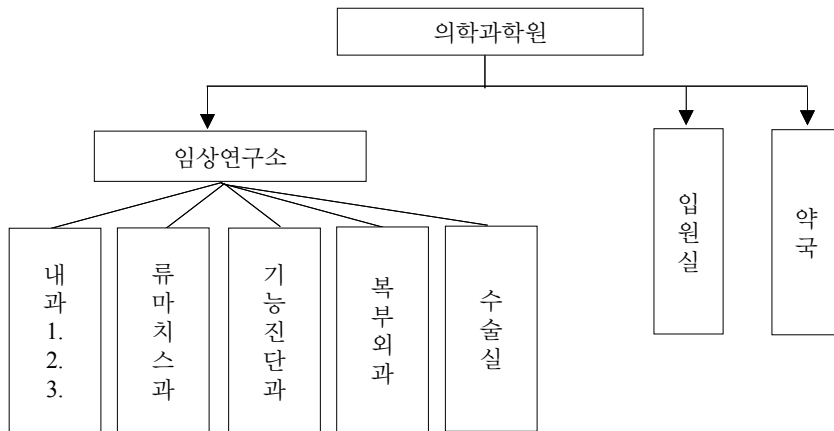 의학과학원
임상연구소
입원실
약국
내과1.2.3.
류마치스과
기능진단과
복부외과
수술실